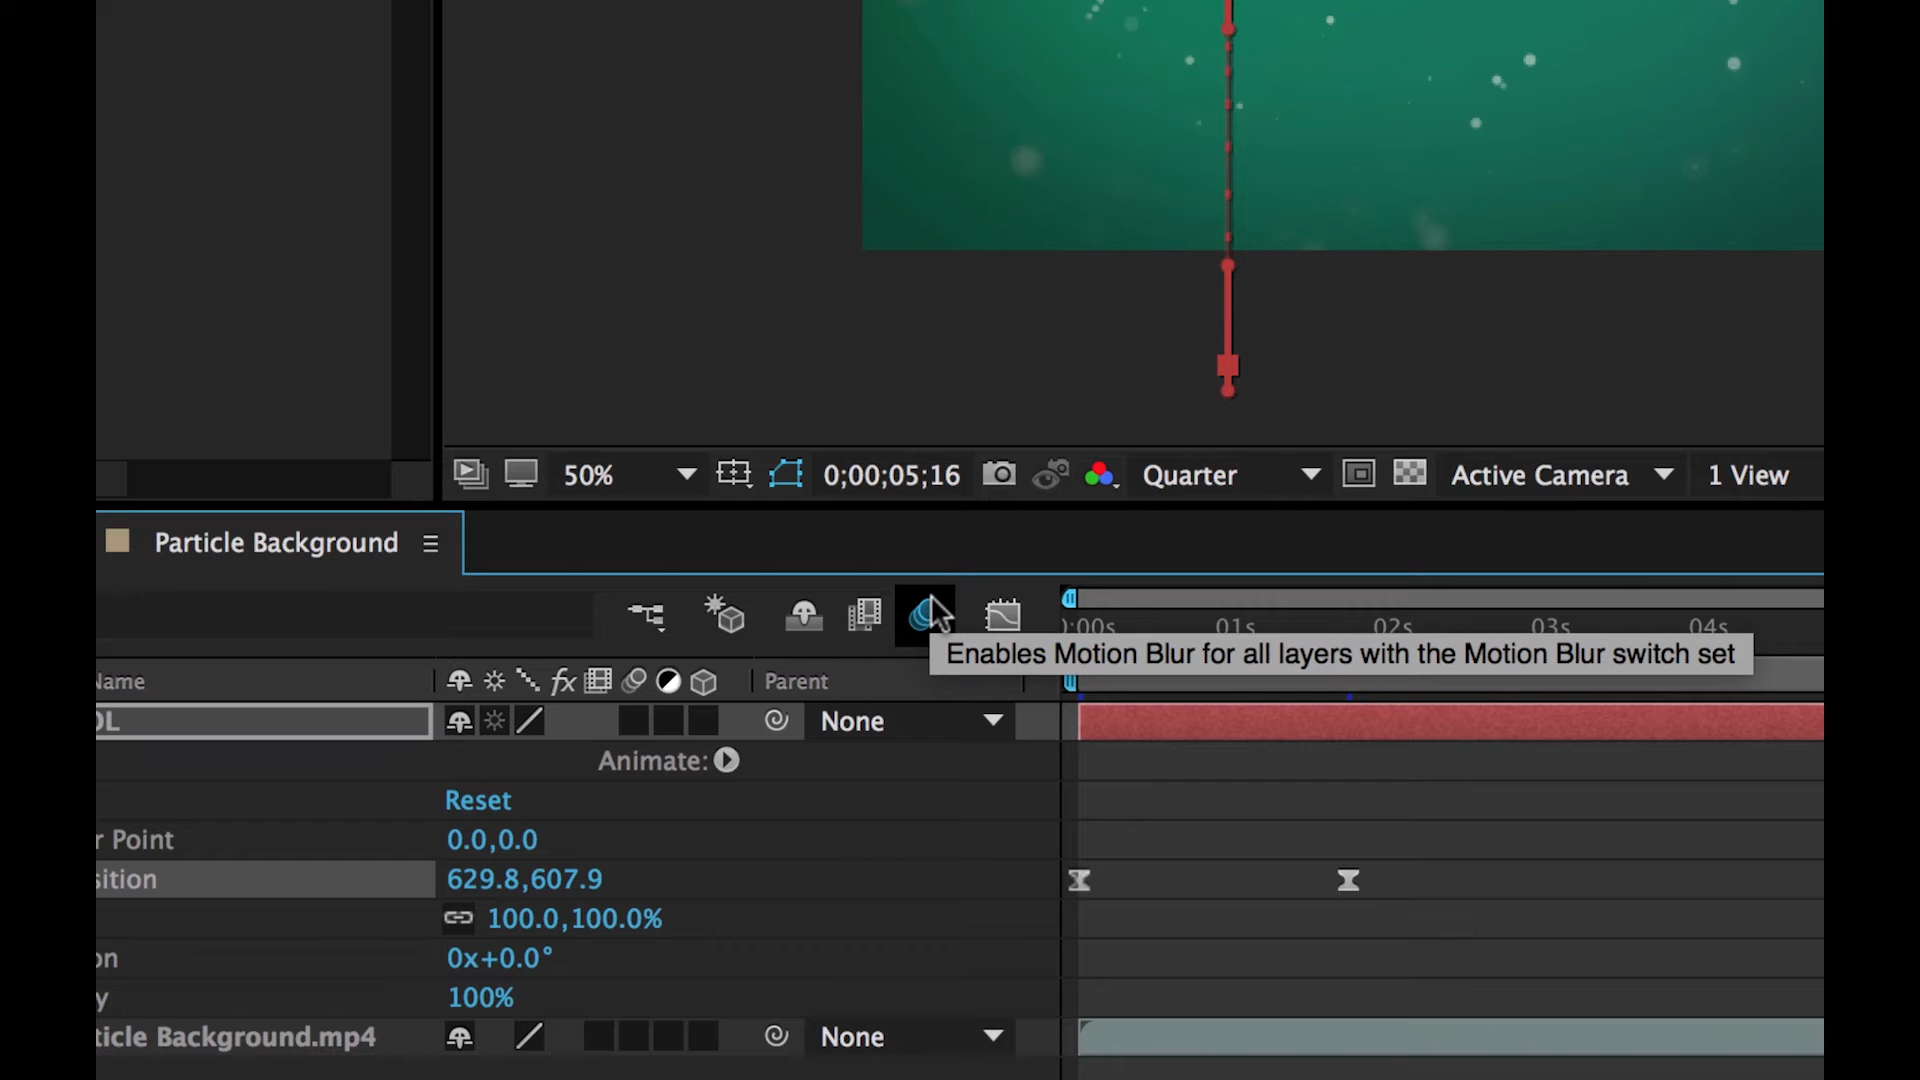 50%
0;00;05;16
Quarter
Active Camera
1 View
Particle Background
0:00s 01s 02s 03s 04s
Enables Motion Blur for all layers with the Motion Blur switch set
Name
fx
Parent
OL
None
Animate:
Reset
r Point
0.0,0.0
sition
629.8,607.9
100.0,100.0%
on
0x+0.0°
y
100%
ticle Background.mp4
None